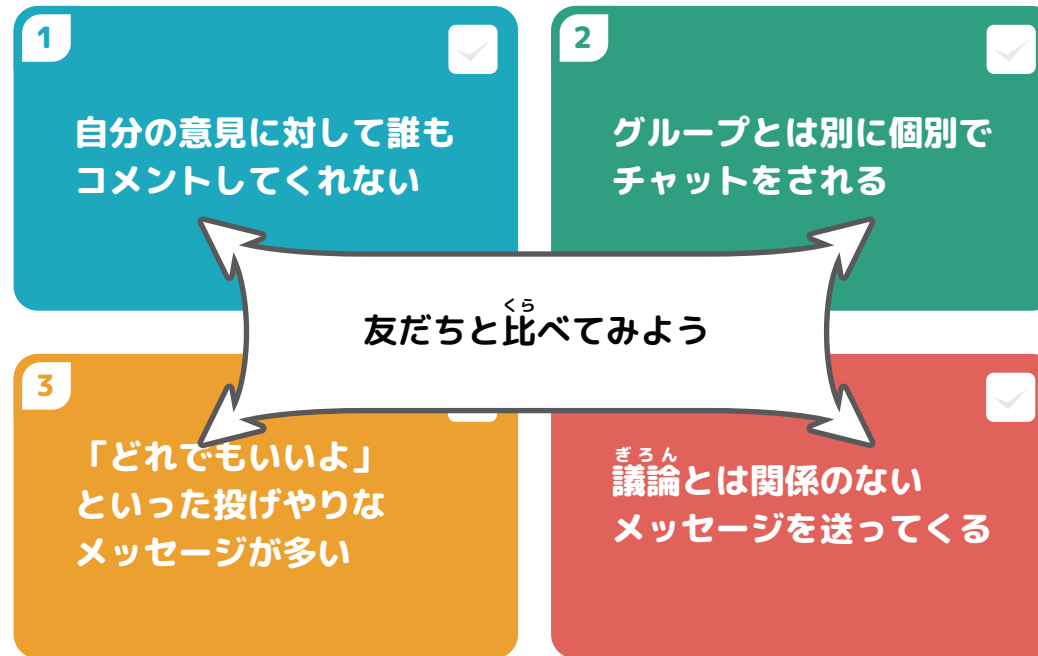 1
自分の意見に対して誰も
コメントしてくれない
2
グループとは別に個別で
チャットをされる
くら
友だちと比べてみよう
3
「どれでもいいよ」
といった投げやりな
メッセージが多い
ぎろん
議論とは関係のない
メッセージを送ってくる